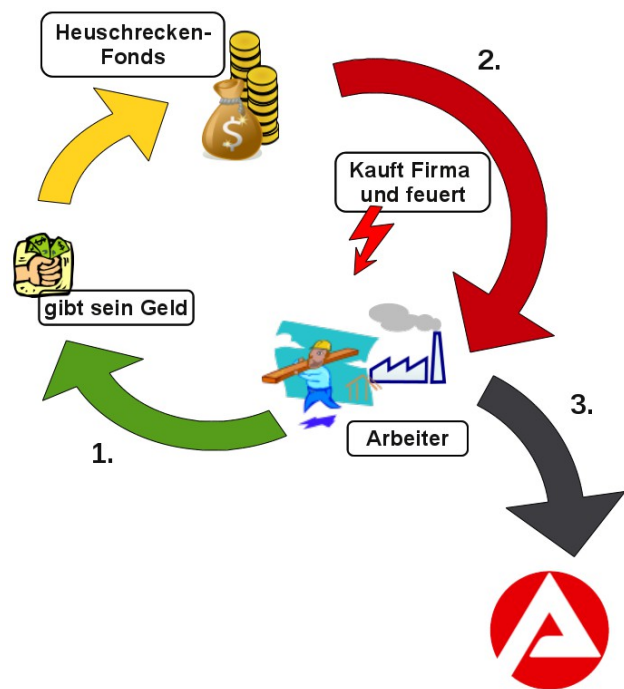 Heuschrecken-
Fonds
2.
Kauft Firma
und feuert
gibt sein Geld
1.
Arbeiter
3.